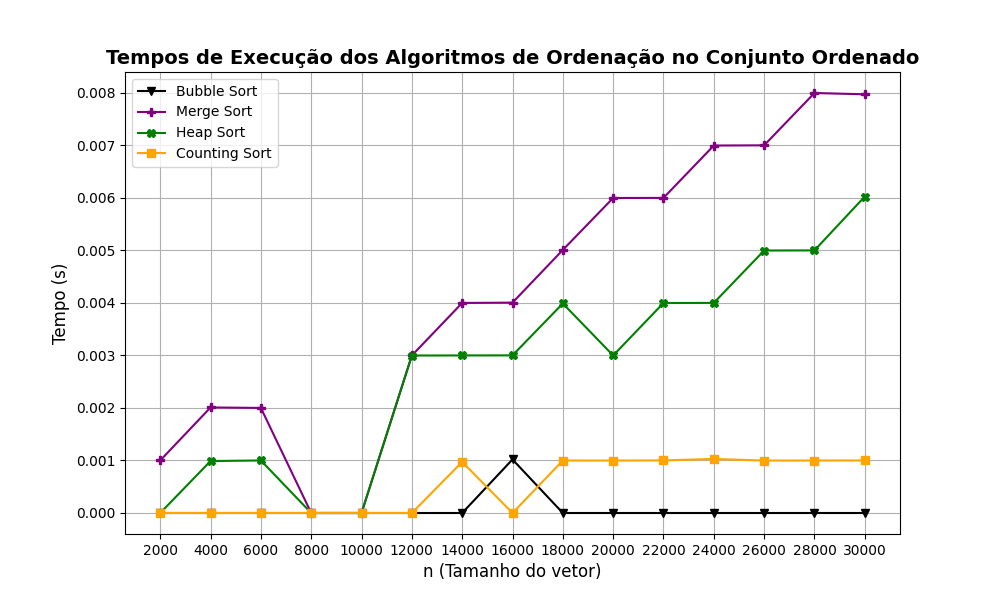 Tempos de Execução dos Algoritmos de Ordenação no Conjunto Ordenado
Bubble Sort
Merge Sort
Heap Sort
Counting Sort
Tempo (s)
0.008
0.007
0.006
0.005
0.004
0.003
0.002
0.001
0.000
2000 4000 6000 8000 10000 12000 14000 16000 18000 20000 22000 24000 26000 28000 30000
n (Tamanho do vetor)